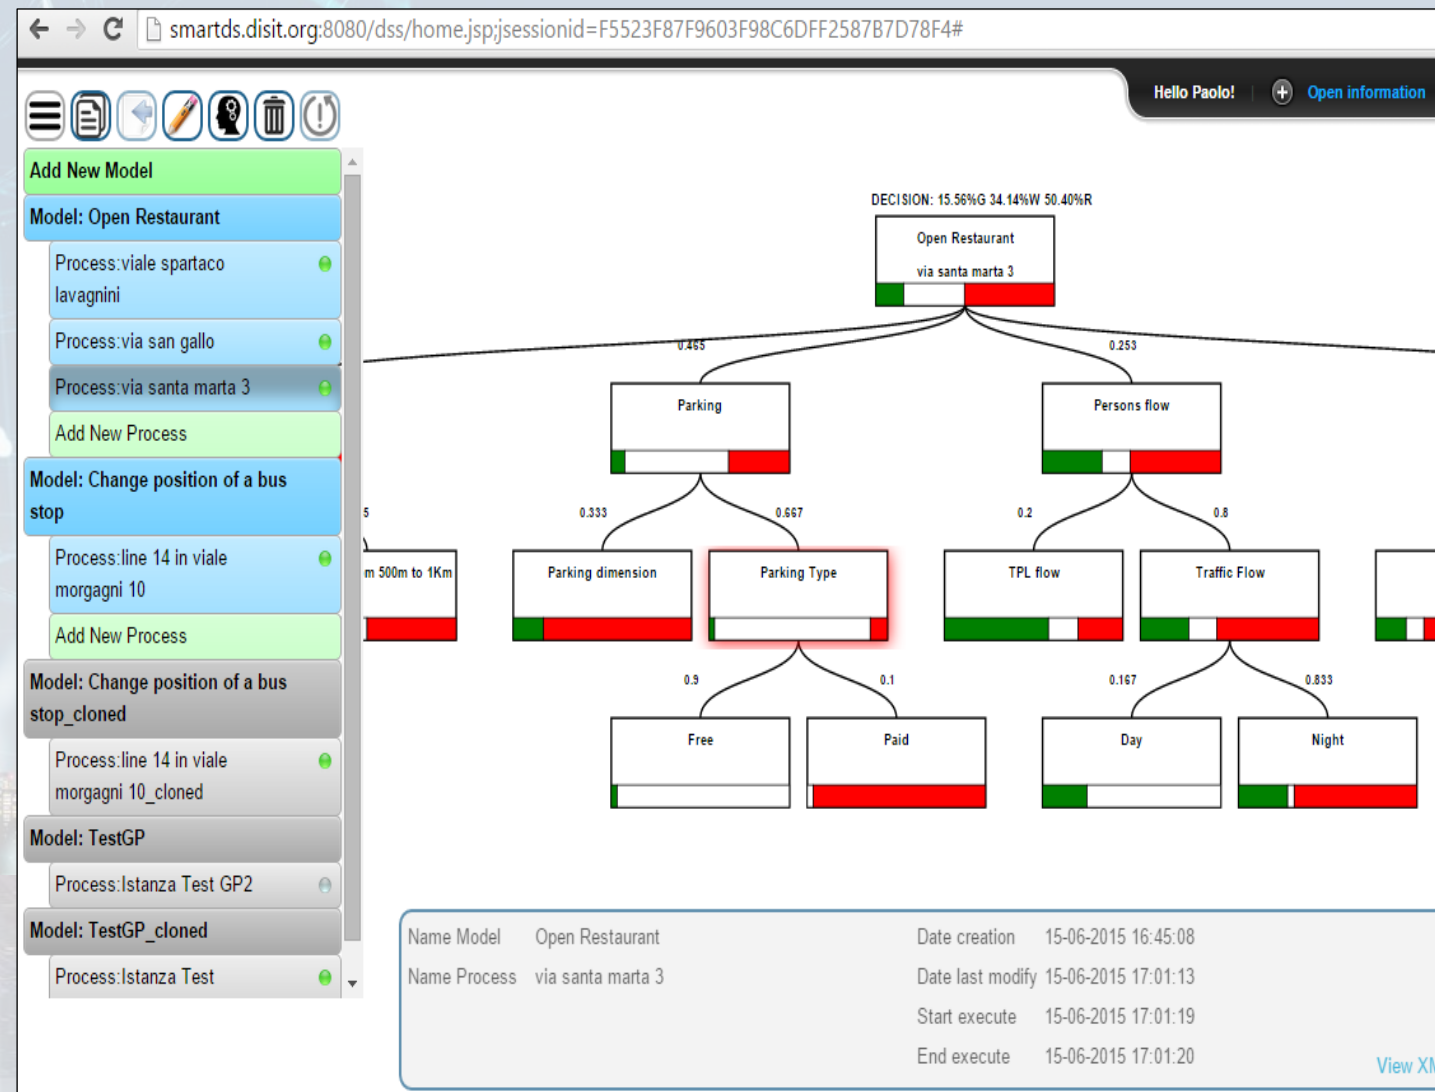 smartds.disit.org:8080/dss/home.jsp;jsessionid=F5523F87F9603F98C6DFF2587B7D78F4#
Hello Paolo!
Open information
Add New Model
Model: Open Restaurant
Process:viale spartaco
lavagnini
Process:via san gallo
Process:via santa marta 3
Add New Process
Model: Change position of a bus
stop
Process:line 14 in viale
morgagni 10
Add New Process
Model: Change position of a bus
stop_cloned
Process:line 14 in viale
morgagni 10_cloned
Model: TestGP
Process:Istanza Test GP2
Model: TestGP_cloned
Process:Istanza Test
DECISION: 15.56%G 34.14%W 50.40%R
Open Restaurant
via santa marta 3
0.465
0.253
Parking
Persons flow
5
0.333
0.667
0.2
0.8
m 500m to 1Km
Parking dimension
Parking Type
TPL flow
Traffic Flow
0.9
0.1
0.167
0.833
Free
Paid
Day
Night
Name Model Open Restaurant
Name Process via santa marta 3
Date creation 15-06-2015 16:45:08
Date last modify 15-06-2015 17:01:13
Start execute 15-06-2015 17:01:19
End execute 15-06-2015 17:01:20
View XM